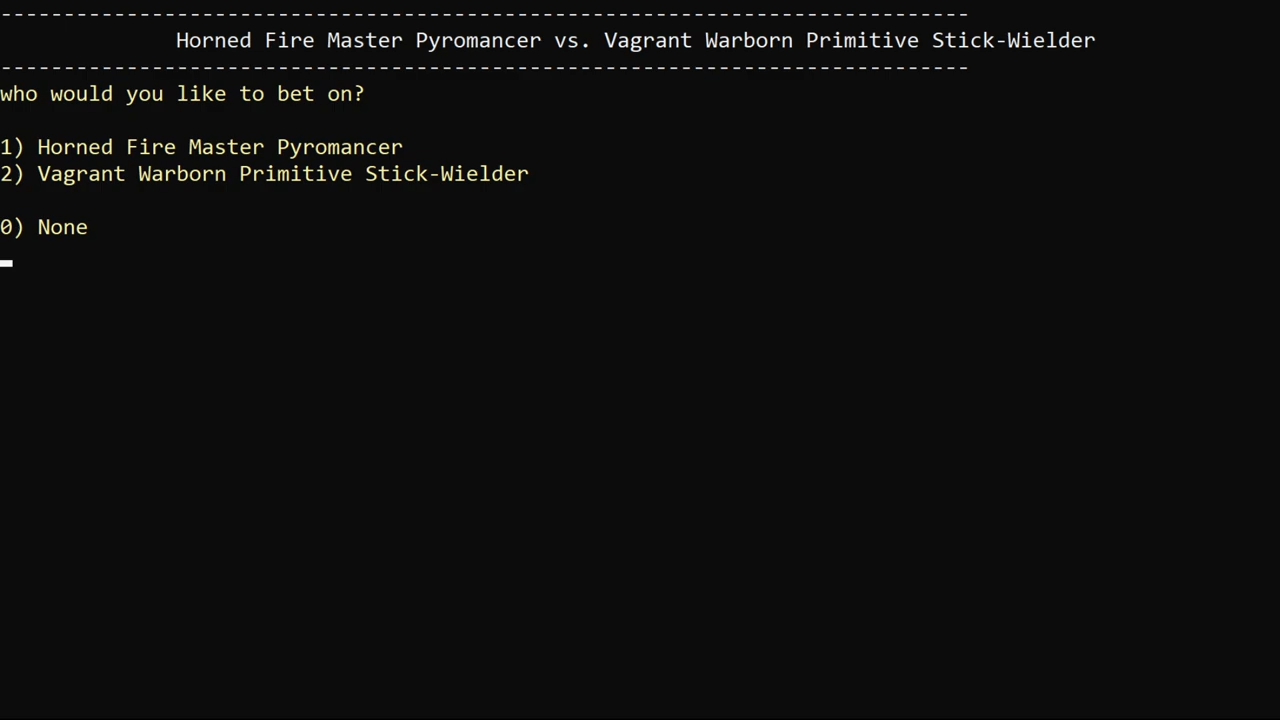 -----------------------------------------------------------------------------
Horned Fire Master Pyromancer vs. Vagrant Warborn Primitive Stick-Wielder
-----------------------------------------------------------------------------
who would you like to bet on?
1) Horned Fire Master Pyromancer
2) Vagrant Warborn Primitive Stick-Wielder
0) None